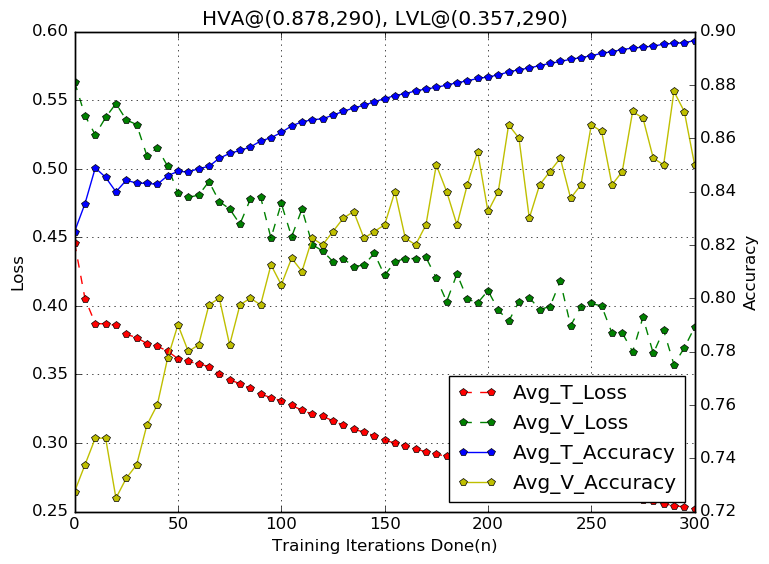 HVA@(0.878,290), LVL@(0.357,290)
0.60
0.55
0.50
0.45
0.40
0.35
0.30
0.25
Loss
0.90
0.88
0.86
0.84
0.82
0.80
0.78
0.76
0.74
0.72
Accuracy
Avg_T_Loss
Avg_V_Loss
Avg_T_Accuracy
Avg_V_Accuracy
0 50 100 150 200 250 300
Training Iterations Done(n)